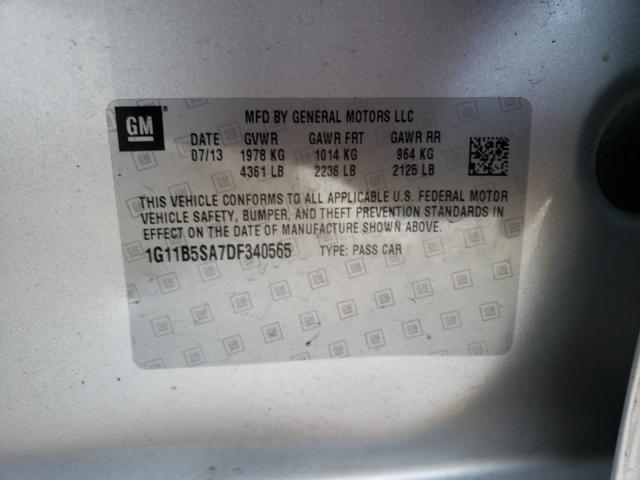 GM
®
MFD BY GENERAL MOTORS LLC
DATE GVWR GAWR FRT GAWR RR
07/13 1978 KG 1014 KG 964 KG
4361 LB 2236 LB 2125 LB
THIS VEHICLE CONFORMS TO ALL APPLICABLE U.S. FEDERAL MOTOR
VEHICLE SAFETY, BUMPER, AND THEFT PREVENTION STANDARDS IN
EFFECT ON THE DATE OF MANUFACTURE SHOWN ABOVE.
1G11B5SA7DF340565 TYPE: PASS CAR